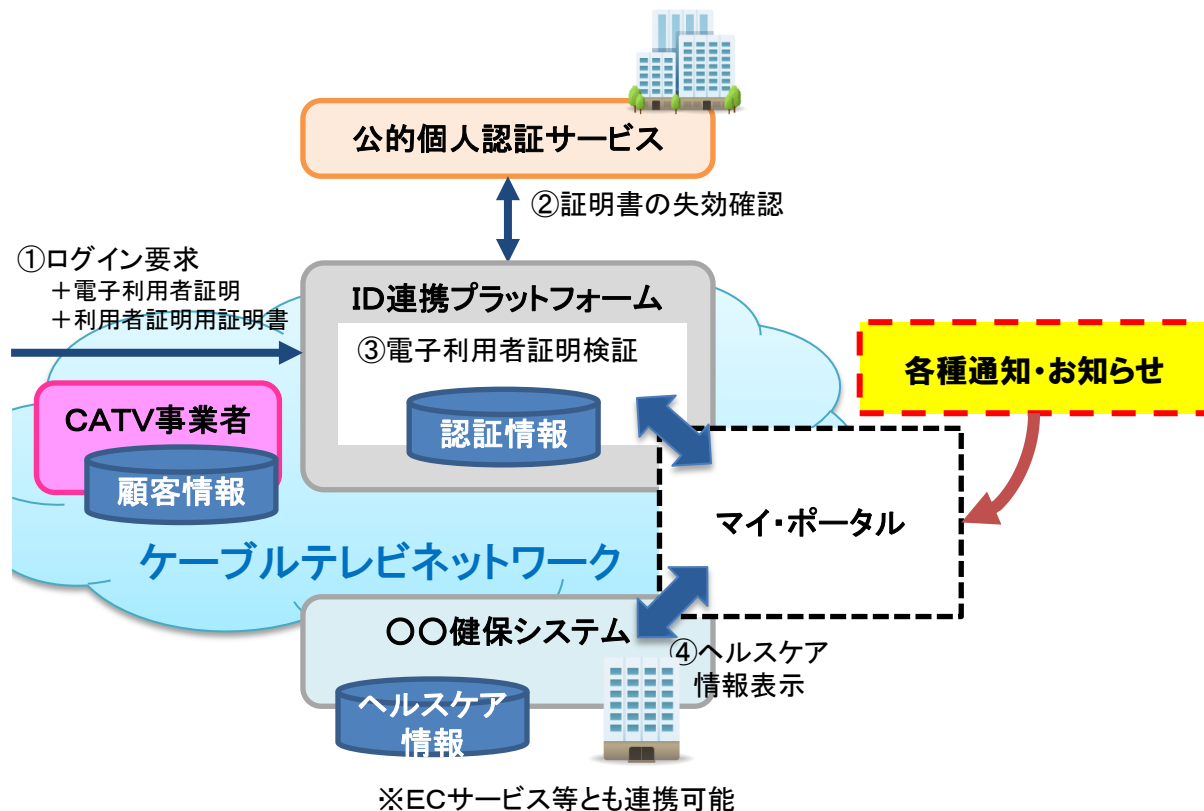 公的個人認証サービス
②証明書の失効確認
①ログイン要求
＋電子利用者証明
＋利用者証明用証明書
ID連携プラットフォーム
③電子利用者証明検証
認証情報
各種通知・お知らせ
CATV事業者
顧客情報
マイ・ポータル
ケーブルテレビネットワーク
〇〇健保システム
④ヘルスケア
情報表示
ヘルスケア
情報
※ECサービス等とも連携可能